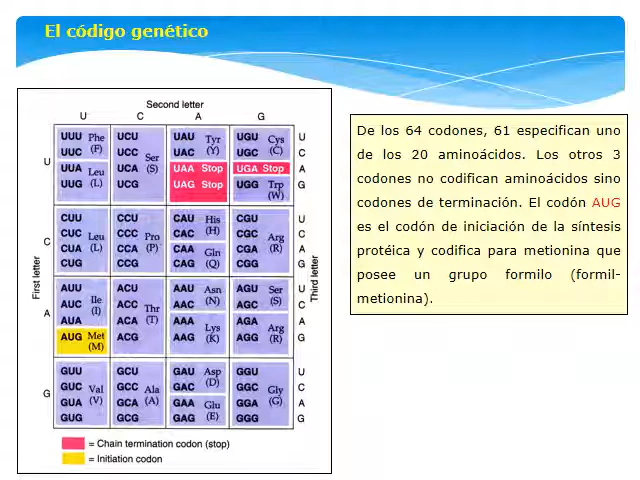 El código genético
Second letter
U C A G
UUU Phe UCU UAU Tyr UGU Cys U
UUC (F) UCC Ser UAC (Y) UGC (C) C
U UUA Leu UCA (S) UAA Stop UGA Stop A
UUG (L) UCG UAG Stop UGG Trp (W) G
CUU CCU CAU His CGU U
C CUC Leu CCC Pro CAC (H) CGC Arg C
CUA (L) CCA (P) CAA Gln CGA (R) A
CUG CCG CAG (Q) CGG G
AUU ACU AAU Asn AGU Ser U
A AUC Ile ACC Thr AAC (N) AGC (S) C
AUA (I) ACA (T) AAA Lys AGA Arg A
AUG Met (M) ACG AAG (K) AGG (R) G
GUU GCU GAU Asp GGU U
G GUC Val GCC Ala GAC (D) GGC Gly C
GUA (V) GCA (A) GAA Glu GGA (G) A
GUG GCG GAG (E) GGG G
First letter
Third letter
= Chain termination codon (stop)
= Initiation codon
De los 64 codones, 61 especifican uno
de los 20 aminoácidos. Los otros 3
codones no codifican aminoácidos sino
codones de terminación. El codón AUG
es el codón de iniciación de la síntesis
protéica y codifica para metionina que
posee un grupo formilo (formil-
metionina).